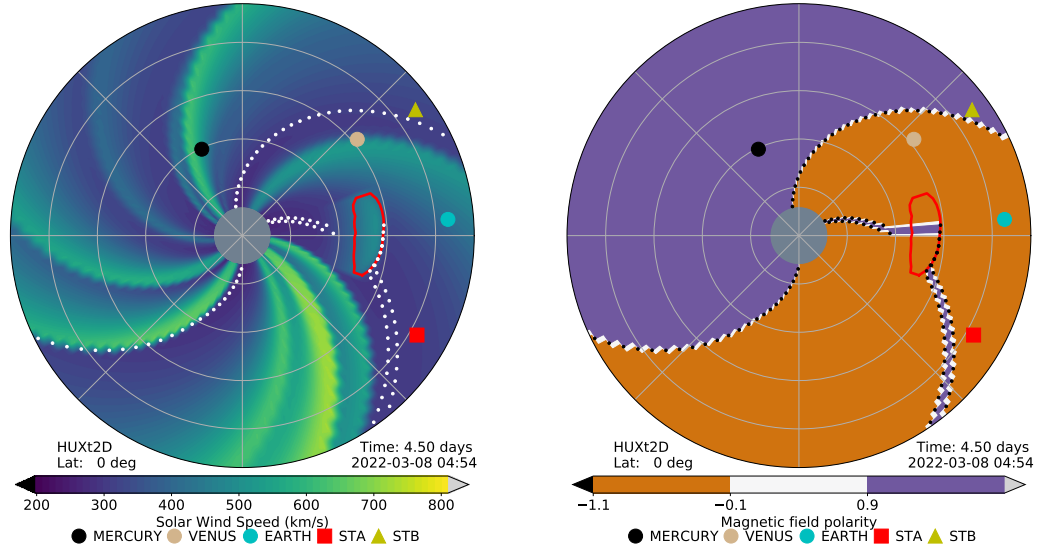 HUXt2D
Lat: 0 deg
Time: 4.50 days
2022-03-08 04:54
200 300 400 500 600 700 800
Solar Wind Speed (km/s)
MERCURY VENUS EARTH STA STB
HUXt2D
Lat: 0 deg
Time: 4.50 days
2022-03-08 04:54
−1.1 −0.1 0.9
Magnetic field polarity
MERCURY VENUS EARTH STA STB